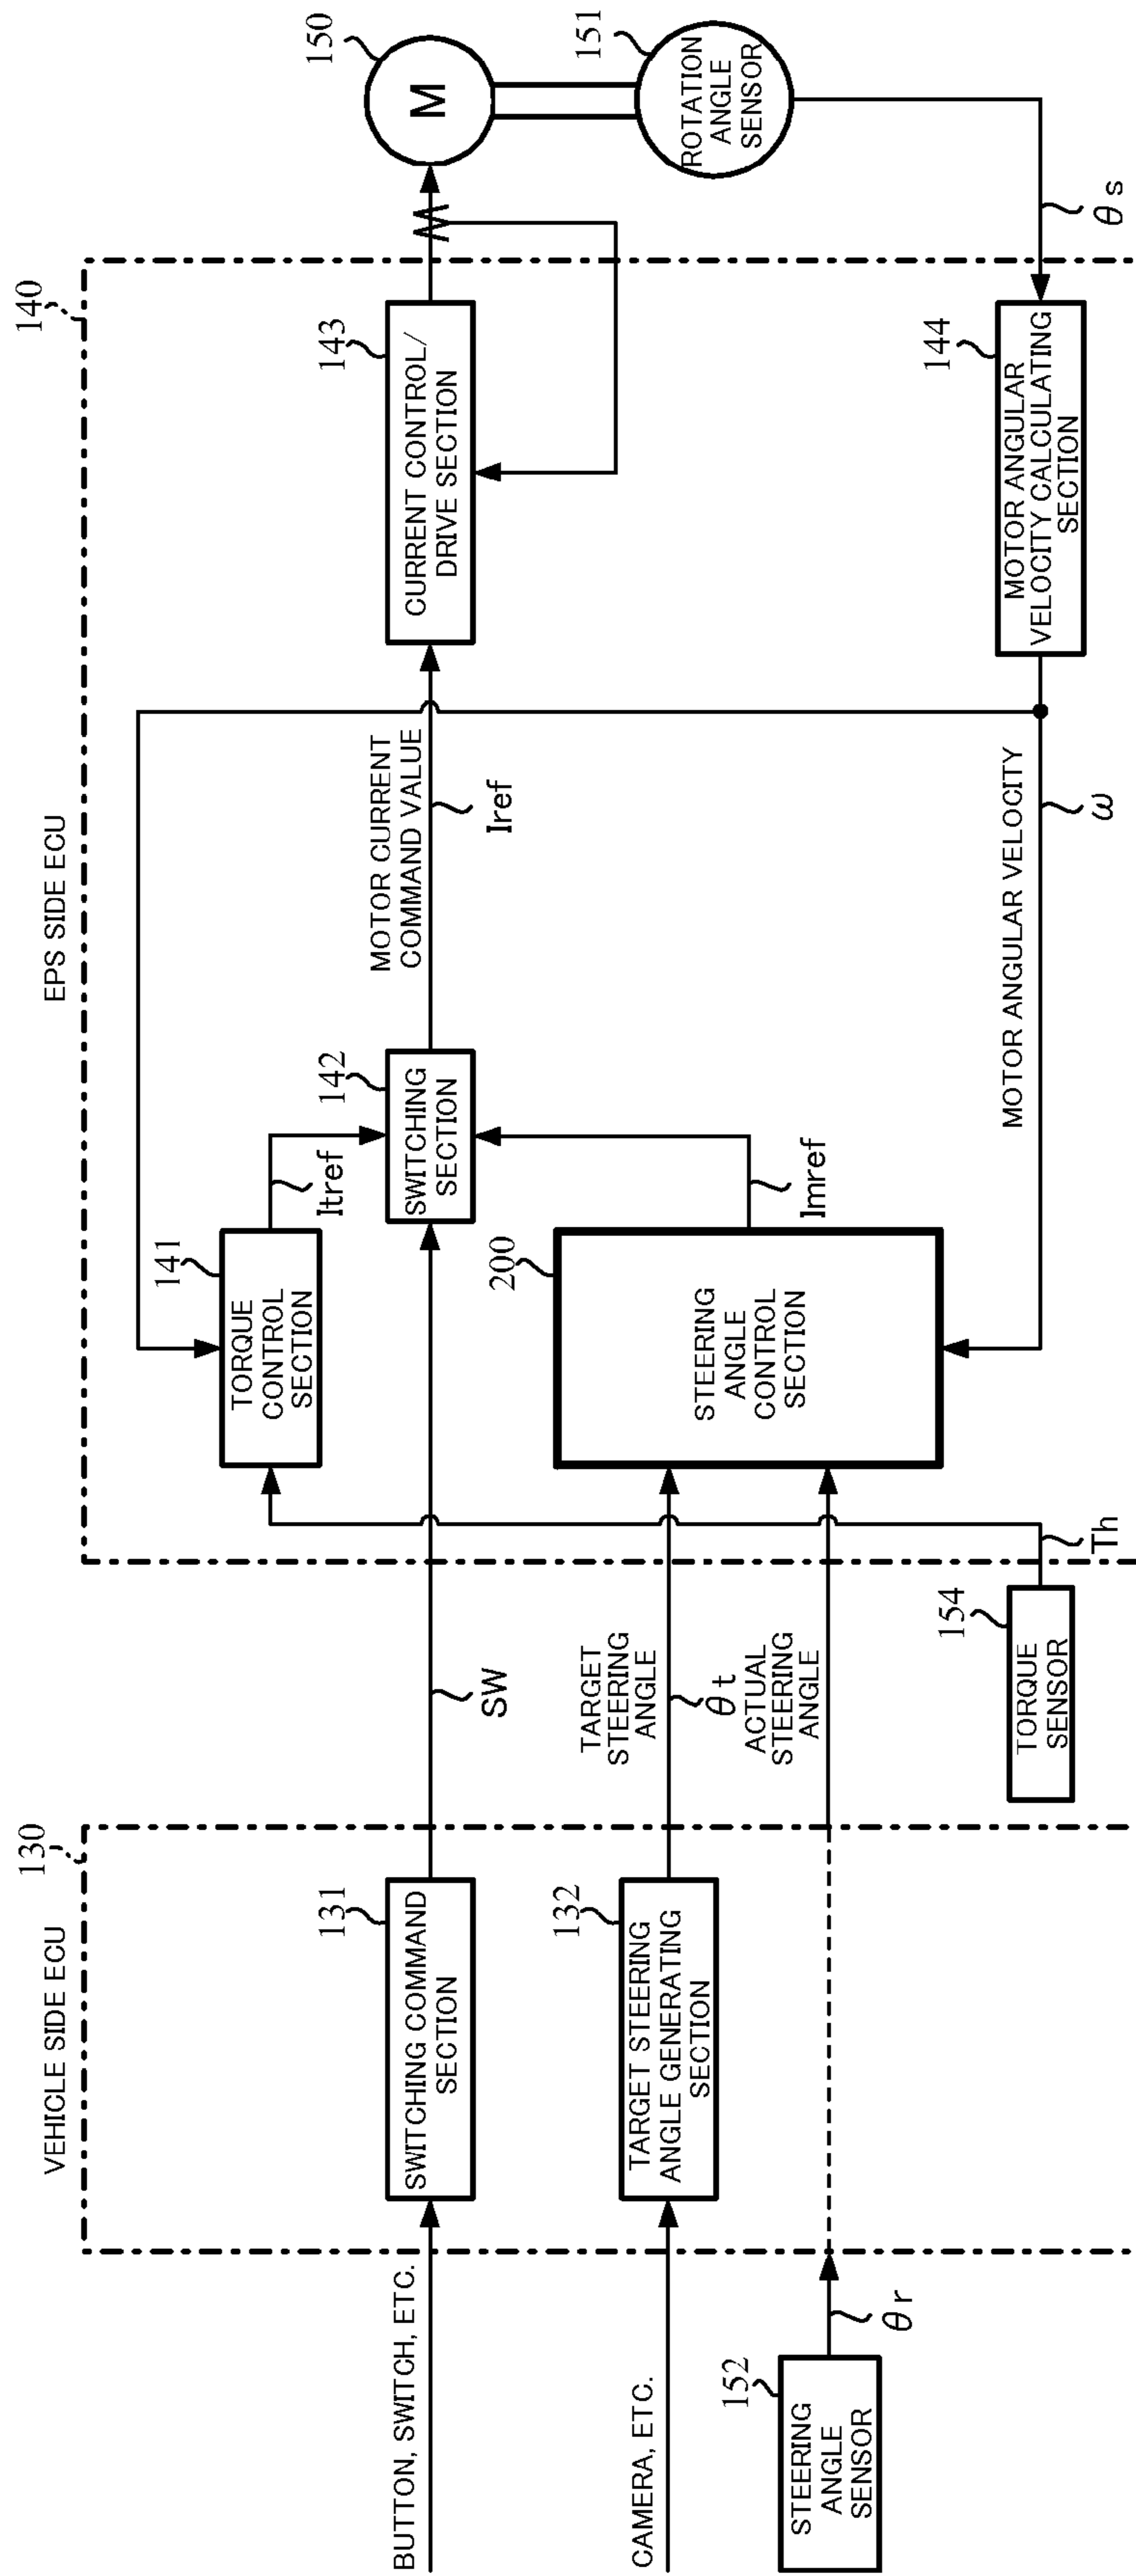 VEHICLE SIDE ECU
130
BUTTON, SWITCH, ETC.
131
SWITCHING COMMAND
SECTION
SW
CAMERA, ETC.
132
TARGET STEERING
ANGLE GENERATING
SECTION
TARGET
STEERING
ANGLE
θt
152
STEERING
ANGLE
SENSOR
θr
ACTUAL
STEERING
ANGLE
154
TORQUE
SENSOR
Th
EPS SIDE ECU
140
141
TORQUE
CONTROL
SECTION
Itref
142
SWITCHING
SECTION
200
STEERING
ANGLE
CONTROL
SECTION
Imref
MOTOR CURRENT
COMMAND VALUE
Iref
143
CURRENT CONTROL/
DRIVE SECTION
MOTOR ANGULAR VELOCITY
ω
144
MOTOR ANGULAR
VELOCITY CALCULATING
SECTION
150
M
151
ROTATION
ANGLE
SENSOR
θs